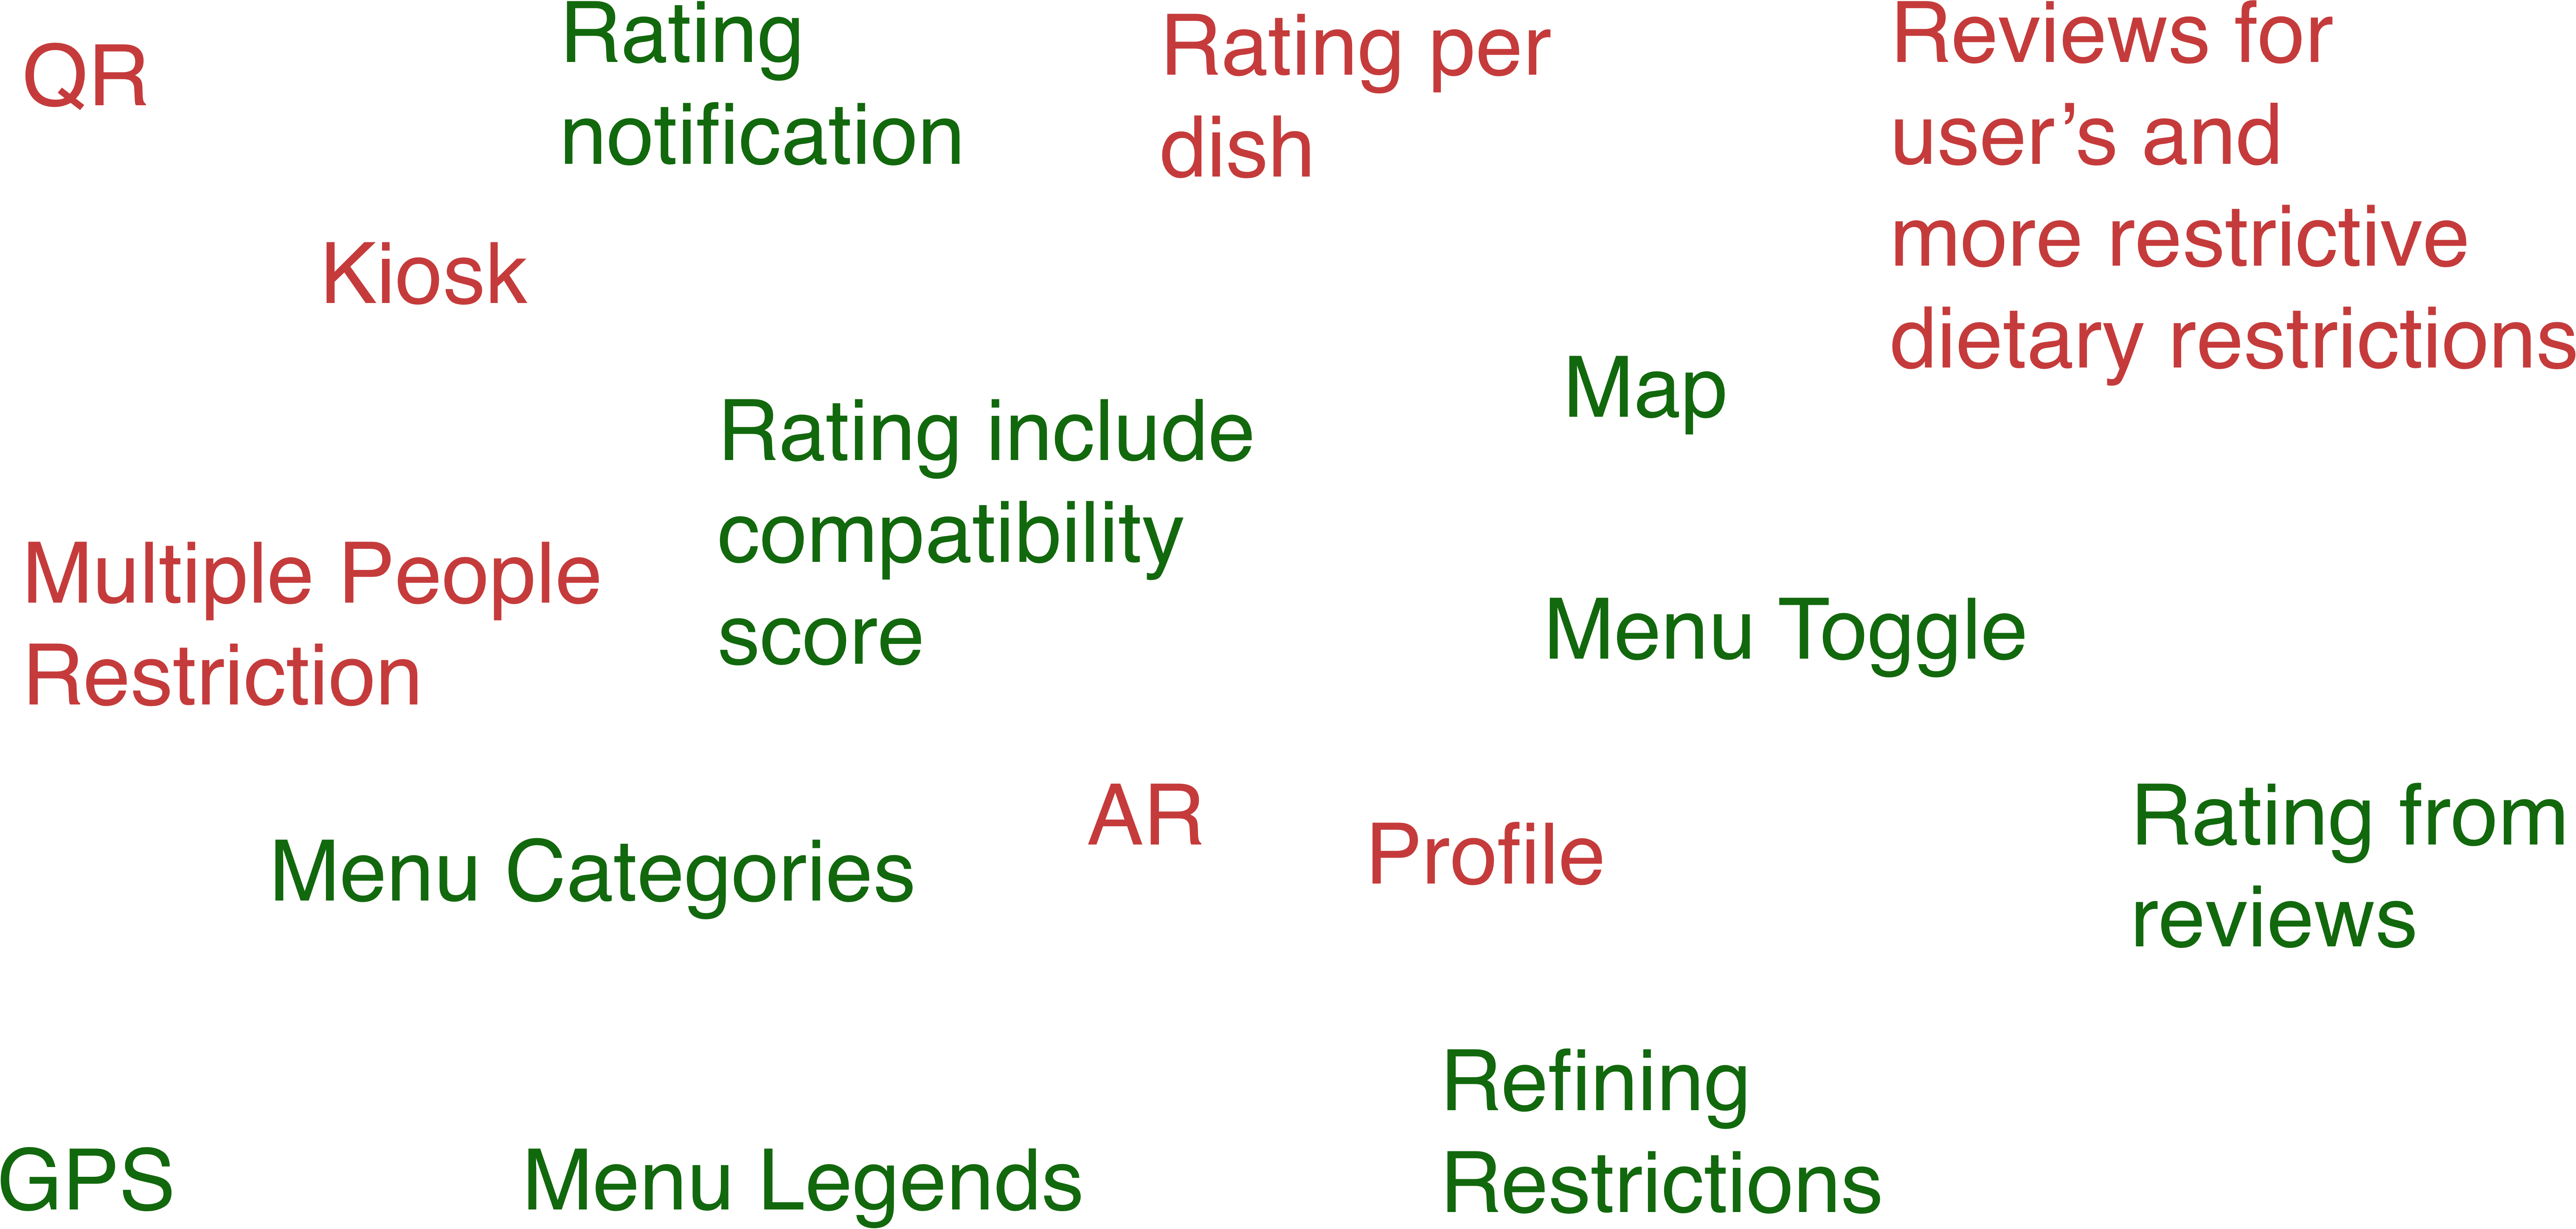 QR
Rating
notification
Rating per
dish
Reviews for
user’s and
more restrictive
dietary restrictions
Kiosk
Rating include
compatibility
score
Map
Multiple People
Restriction
Menu Toggle
Menu Categories
AR
Profile
Rating from
reviews
GPS
Menu Legends
Refining
Restrictions